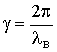 γ = 2π / λ_B